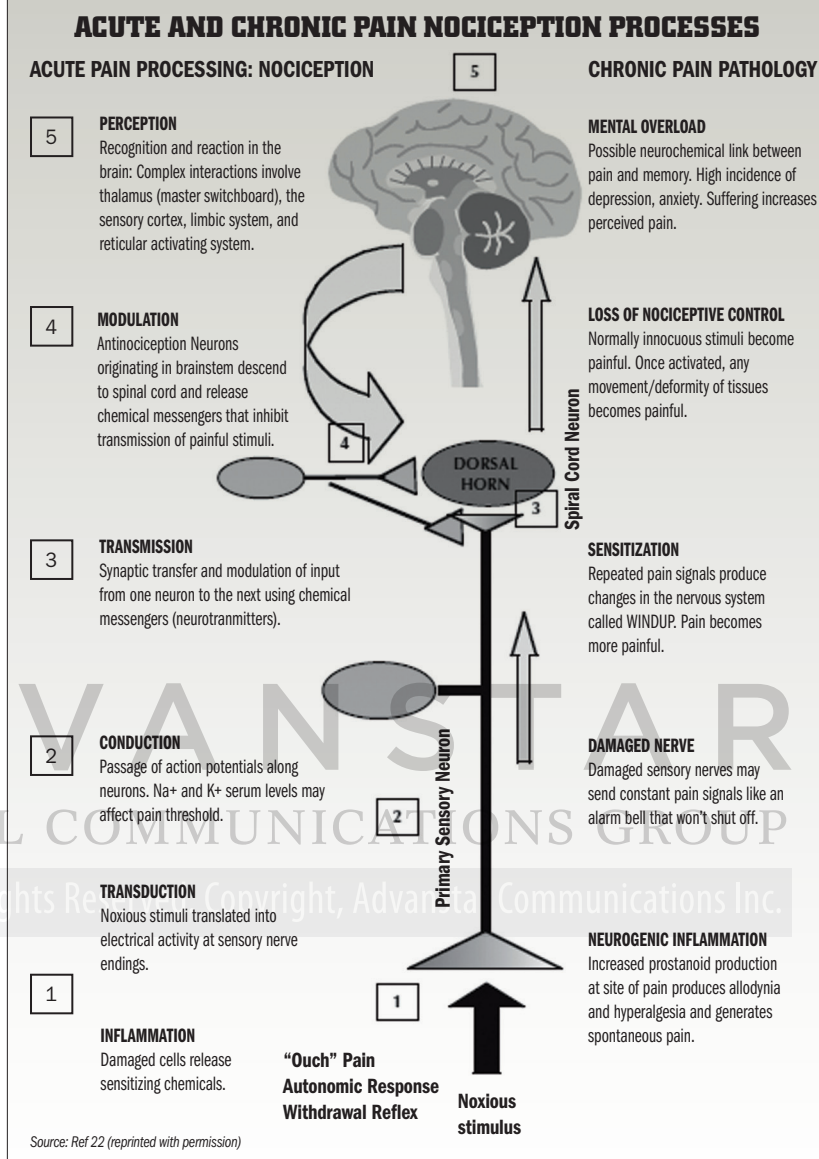 ACUTE AND CHRONIC PAIN NOCICEPTION PROCESSES
ACUTE PAIN PROCESSING: NOCICEPTION
5
PERCEPTION
Recognition and reaction in the
brain: Complex interactions involve
thalamus (master switchboard), the
sensory cortex, limbic system, and
reticular activating system.
4
MODULATION
Antinociception Neurons
originating in brainstem descend
to spinal cord and release
chemical messengers that inhibit
transmission of painful stimuli.
3
TRANSMISSION
Synaptic transfer and modulation of input
from one neuron to the next using chemical
messengers (neurotranmitters).
2
CONDUCTION
Passage of action potentials along
neurons. Na+ and K+ serum levels may
affect pain threshold.
TRANSDUCTION
Noxious stimuli translated into
electrical activity at sensory nerve
endings.
1
INFLAMMATION
Damaged cells release
sensitizing chemicals.
5
4
DORSAL
HORN
3
Spiral Cord Neuron
Primary Sensory Neuron
2
1
"Ouch" Pain
Autonomic Response
Withdrawal Reflex
Noxious
stimulus
CHRONIC PAIN PATHOLOGY
MENTAL OVERLOAD
Possible neurochemical link between
pain and memory. High incidence of
depression, anxiety. Suffering increases
perceived pain.
LOSS OF NOCICEPTIVE CONTROL
Normally innocuous stimuli become
painful. Once activated, any
movement/deformity of tissues
becomes painful.
SENSITIZATION
Repeated pain signals produce
changes in the nervous system
called WINDUP. Pain becomes
more painful.
DAMAGED NERVE
Damaged sensory nerves may
send constant pain signals like an
alarm bell that won't shut off.
NEUROGENIC INFLAMMATION
Increased prostanoid production
at site of pain produces allodynia
and hyperalgesia and generates
spontaneous pain.
VANSTAR
L COMMUNICATIONS GROUP
Copyright, Advanstar Communications Inc.
Source: Ref 22 (reprinted with permission)